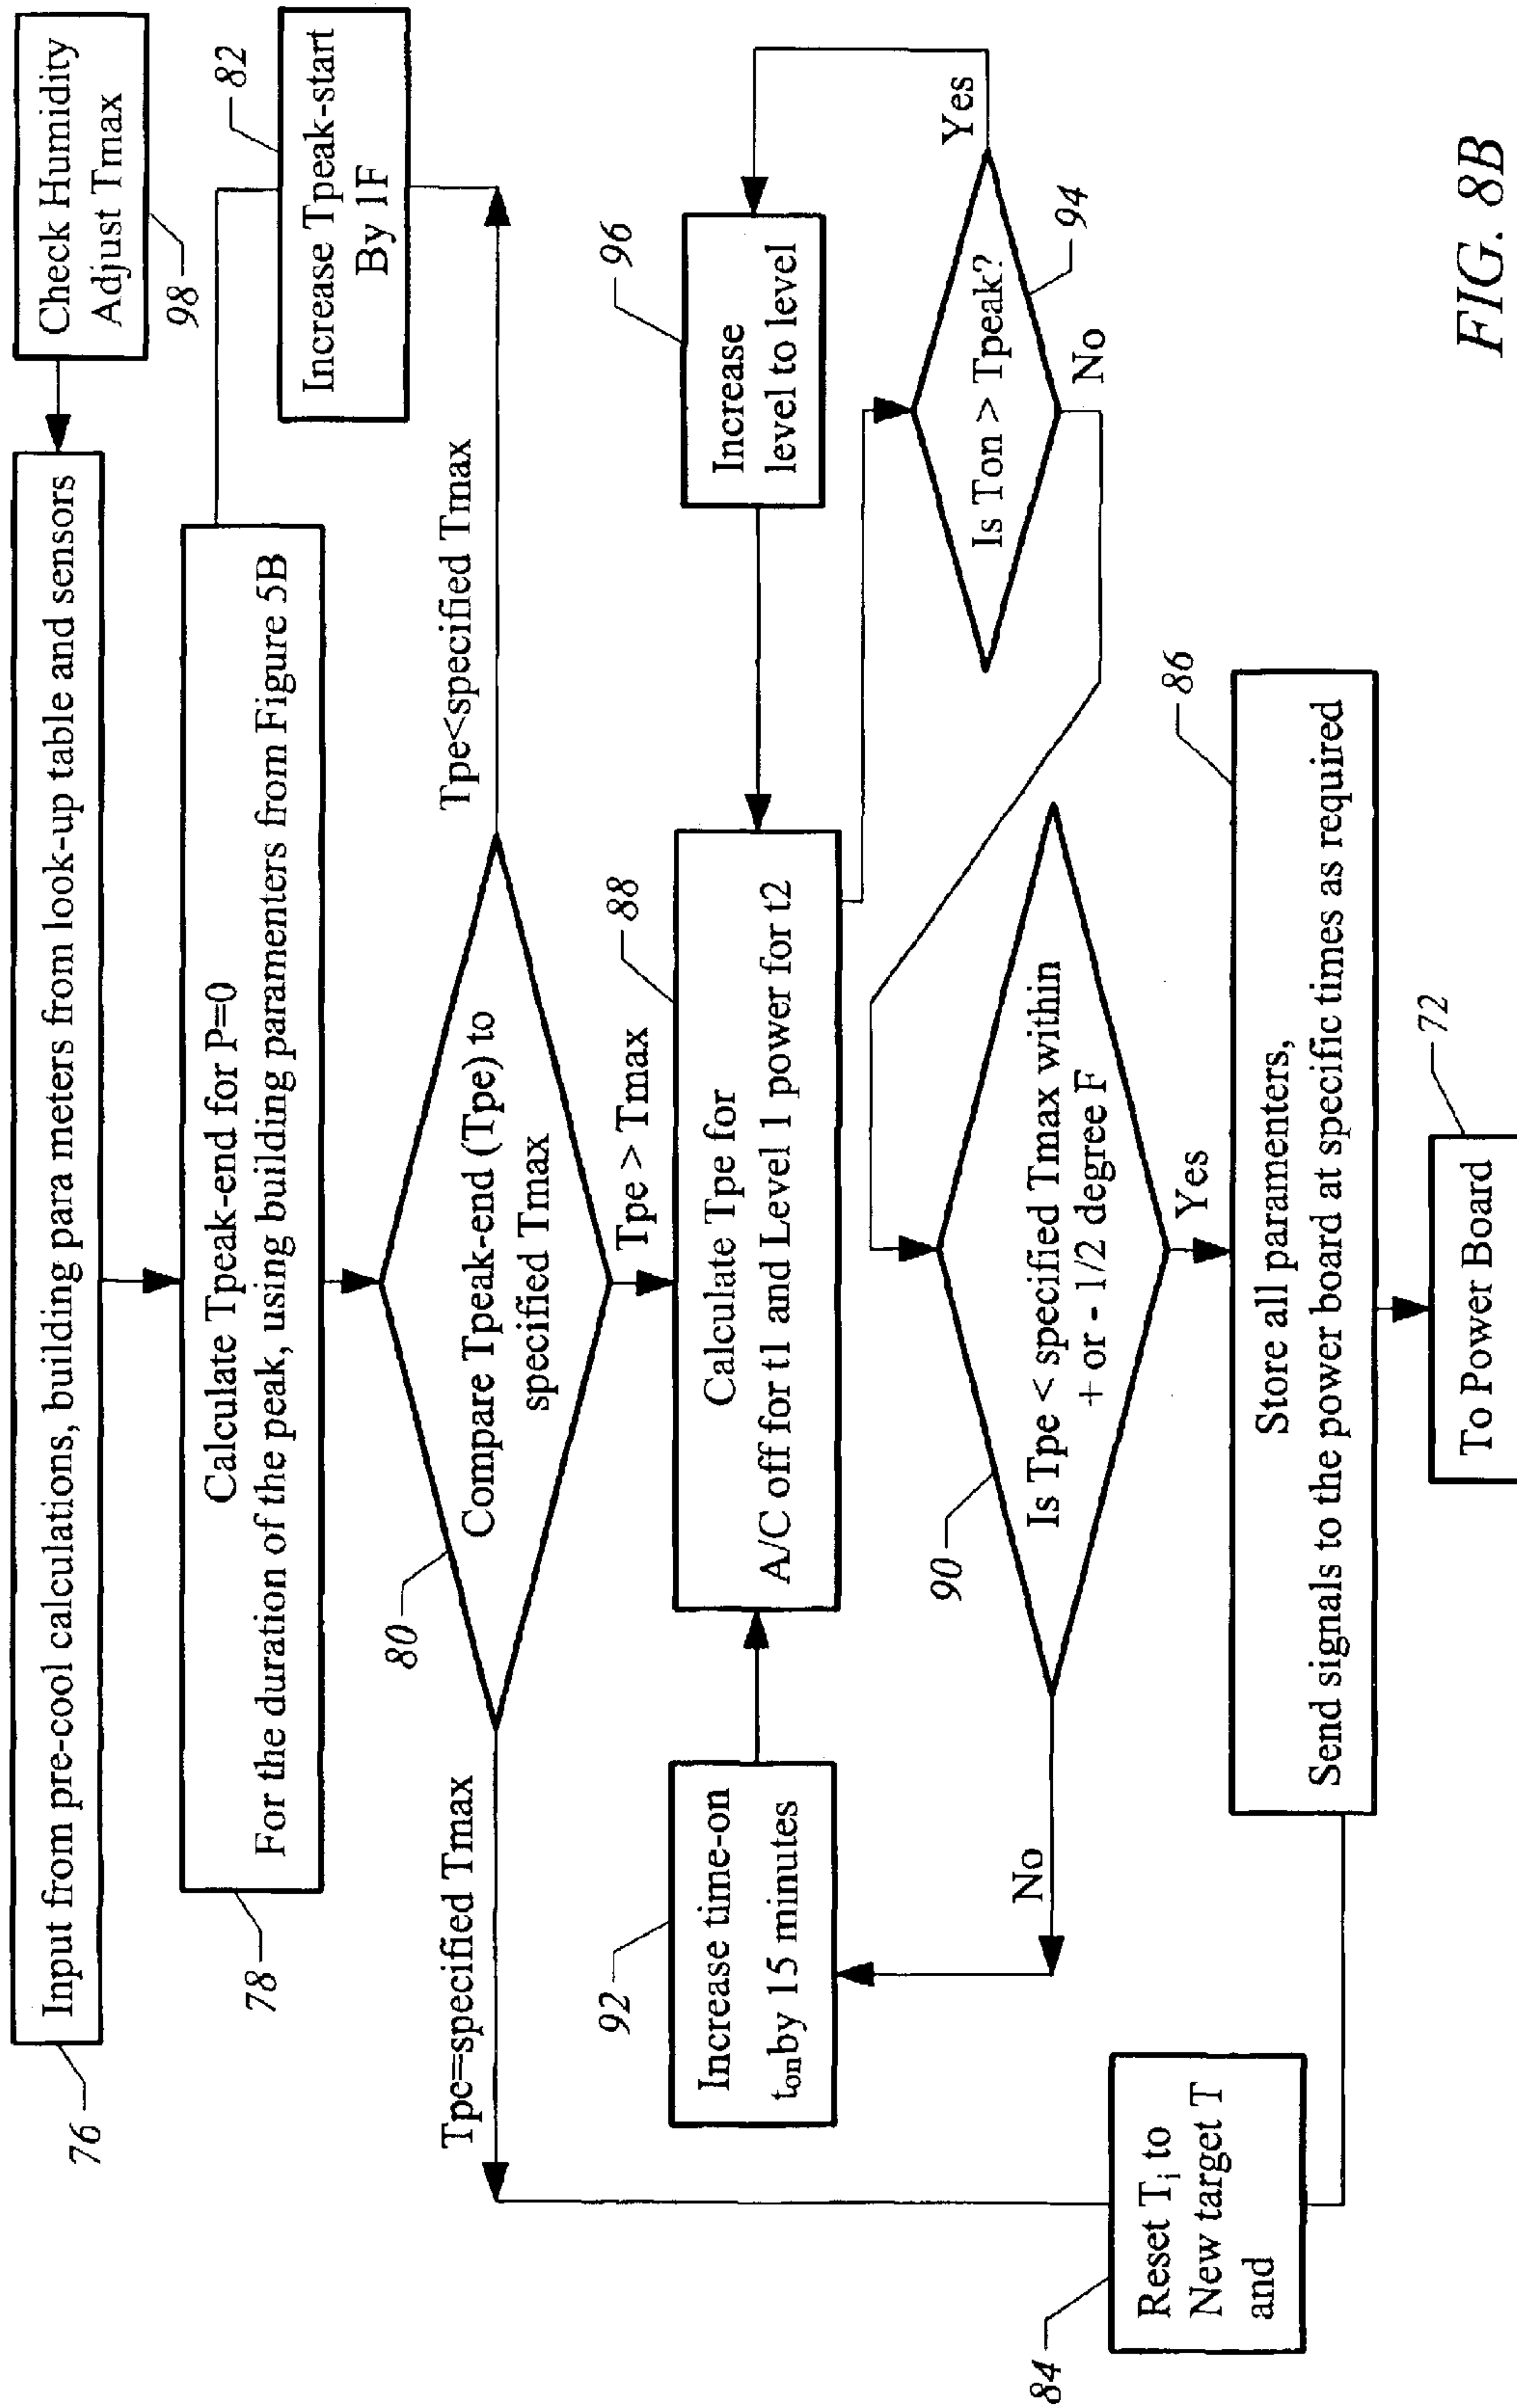 Check Humidity
Adjust Tmax
98
Input from pre-cool calculations, building para meters from look-up table and sensors
76
Calculate Tpeak-end for P=0
For the duration of the peak, using building paramenters from Figure 5B
78
82
Increase Tpeak-start
By 1F
80
Compare Tpeak-end (Tpe) to
specified Tmax
Tpe=specified Tmax
Tpe<specified Tmax
Tpe > Tmax
88
Calculate Tpe for
A/C off for t1 and Level 1 power for t2
92
Increase time-on
tonby 15 minutes
96
Increase
level to level
Yes
Is Ton > Tpeak?
94
No
90
Is Tpe < specified Tmax within
+ or - 1/2 degree F
No
Yes
84
Reset Ti to
New target T
and
86
Store all paramenters,
Send signals to the power board at specific times as required
72
To Power Board
FIG. 8B